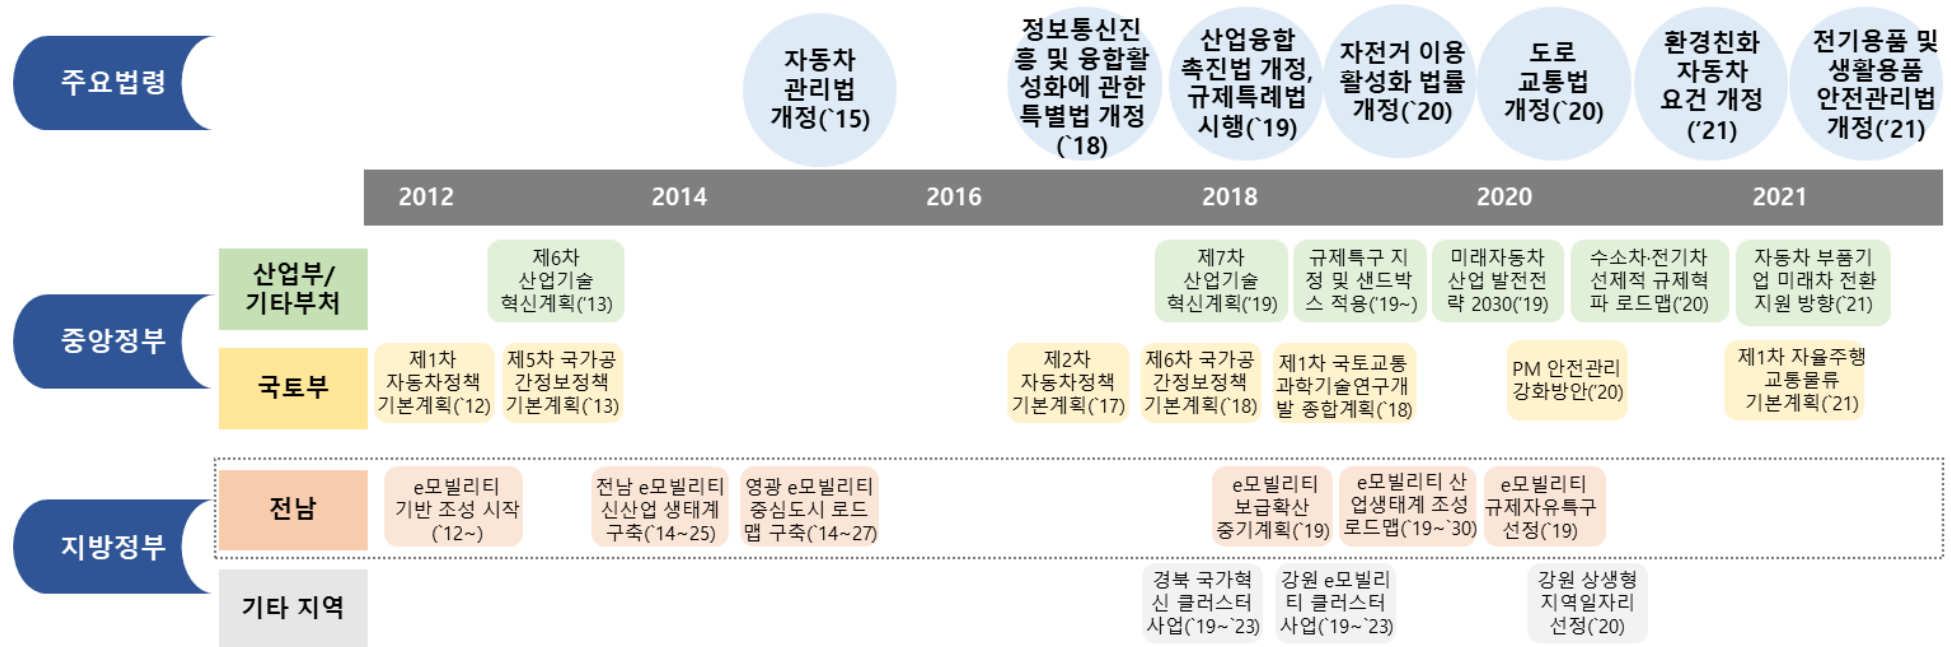 주요법령
자동차
관리법
개정(`15)
정보통신진
흥 및 융합활
성화에 관한
특별법 개정
(`18)
산업융합
촉진법 개정,
규제특례법
시행(`19)
자전거 이용
활성화 법률
개정(`20)
도로
교통법
개정(`20)
환경친화
자동차
요건 개정
(‘21)
전기용품 및
생활용품
안전관리법
개정(‘21)
2012
2014
2016
2018
2020
2021
중앙정부
산업부/
기타부처
제6차
산업기술
혁신계획(‘13)
제7차
산업기술
혁신계획(‘19)
규제특구 지
정 및 샌드박
스 적용(‘19~)
미래자동차
산업 발전전
략 2030(‘19)
수소차·전기차
선제적 규제혁
파 로드맵(‘20)
자동차 부품기
업 미래차 전환
지원 방향(`21)
국토부
제1차
자동차정책
기본계획(`12)
제5차 국가공
간정보정책
기본계획(`13)
제2차
자동차정책
기본계획(`17)
제6차 국가공
간정보정책
기본계획(`18)
제1차 국토교통
과학기술연구개
발 종합계획(`18)
PM 안전관리
강화방안(‘20)
제1차 자율주행
교통물류
기본계획(`21)
지방정부
전남
e모빌리티
기반 조성 시작
(`12~)
전남 e모빌리티
신산업 생태계
구축(`14~25)
영광 e모빌리티
중심도시 로드
맵 구축(`14~27)
e모빌리티
보급확산
중기계획(`19)
e모빌리티 산
업생태계 조성
로드맵(`19~`30)
e모빌리티
규제자유특구
선정(`19)
기타 지역
경북 국가혁
신 클러스터
사업(`19~`23)
강원 e모빌리
티 클러스터
사업(`19~`23)
강원 상생형
지역일자리
선정(`20)